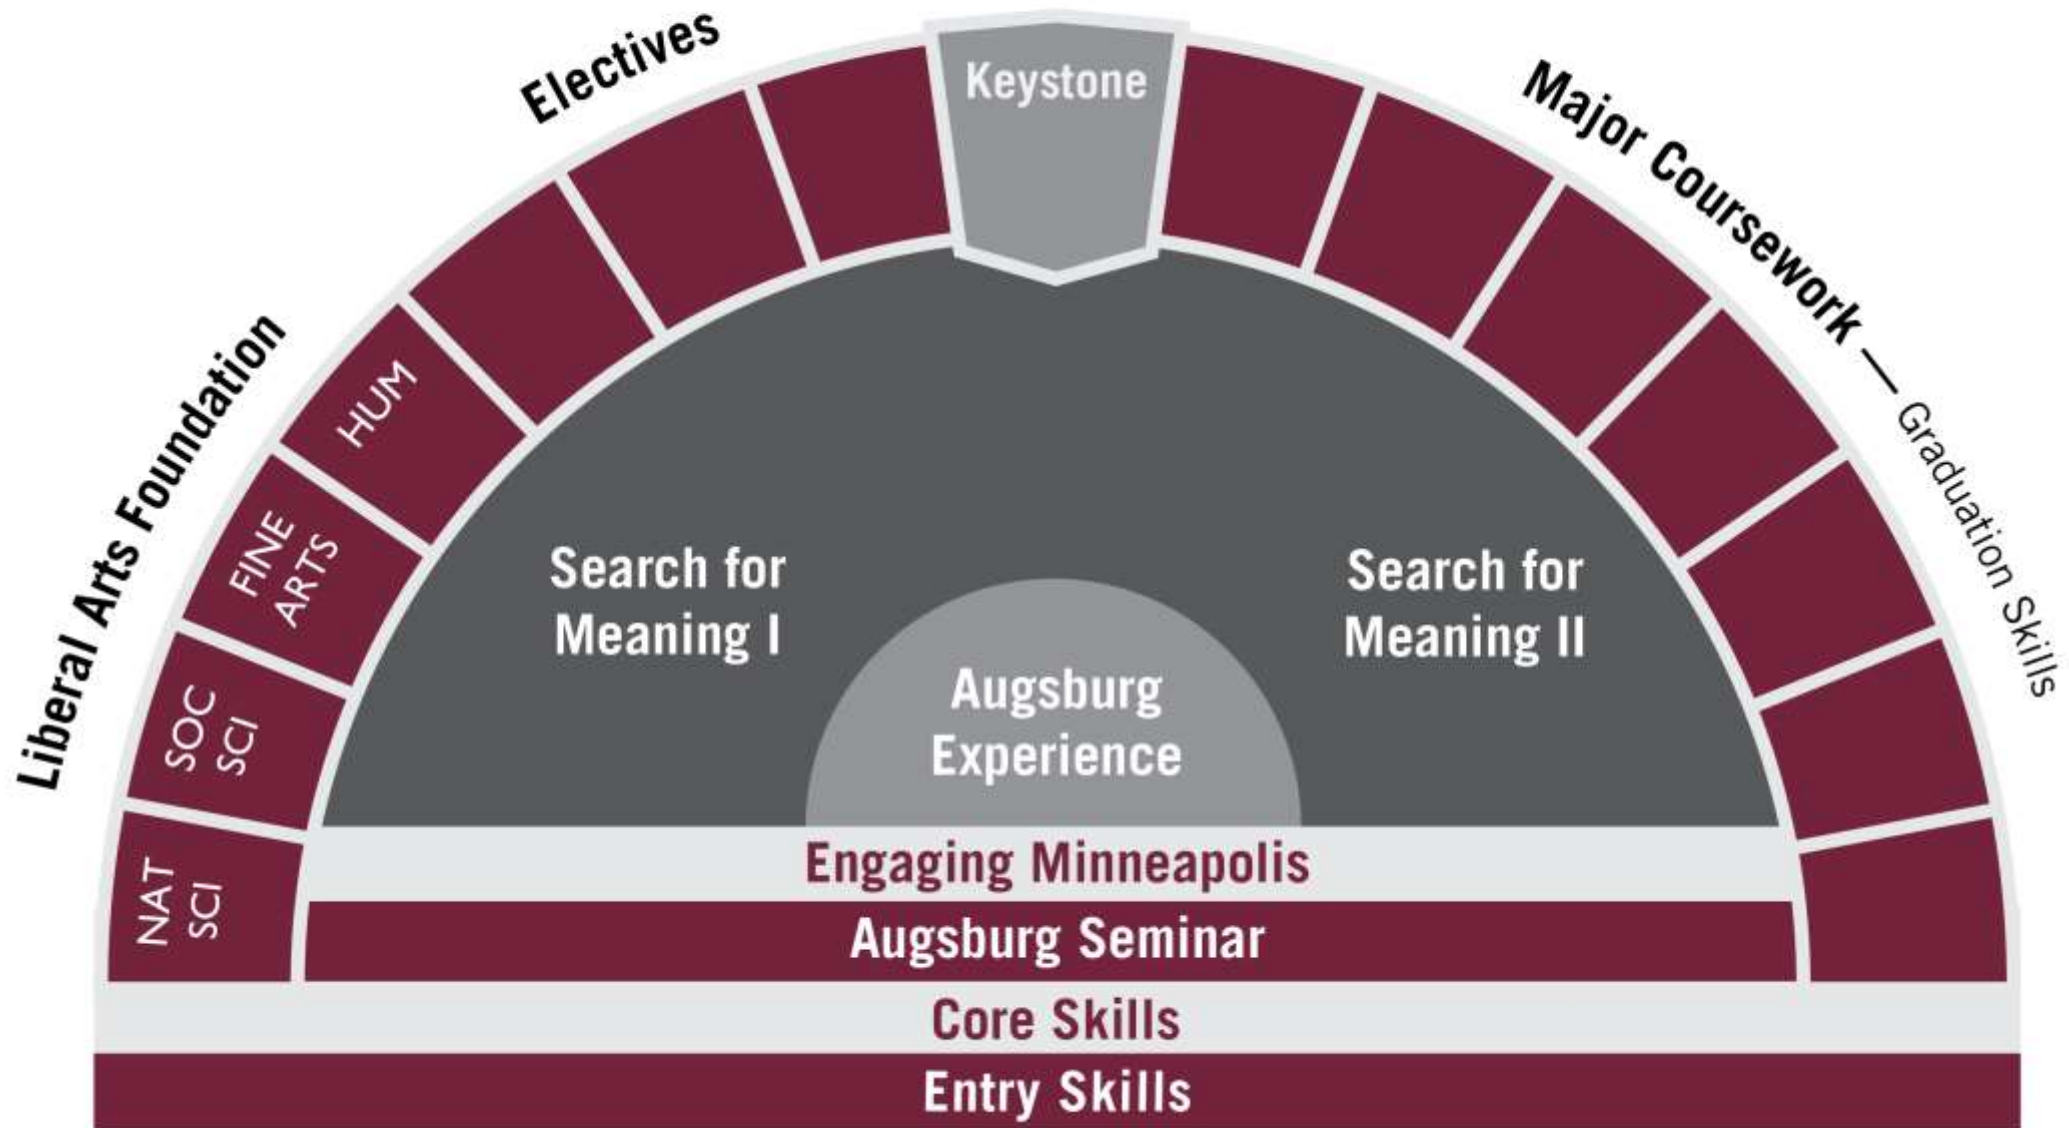 Electives
Keystone
Major Coursework — Graduation Skills
Liberal Arts Foundation
HUM
FINE
ARTS
SOC
SCI
NAT
SCI
Search for
Meaning I
Search for
Meaning II
Augsburg
Experience
Engaging Minneapolis
Augsburg Seminar
Core Skills
Entry Skills